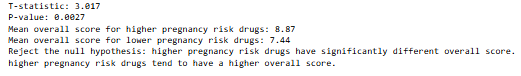 T-statistic: 3.017
P-value: 0.0027
Mean overall score for higher pregnancy risk drugs: 8.87
Mean overall score for lower pregnancy risk drugs: 7.44
Reject the null hypothesis: higher pregnancy risk drugs have significantly different overall score.
higher pregnancy risk drugs tend to have a higher overall score.